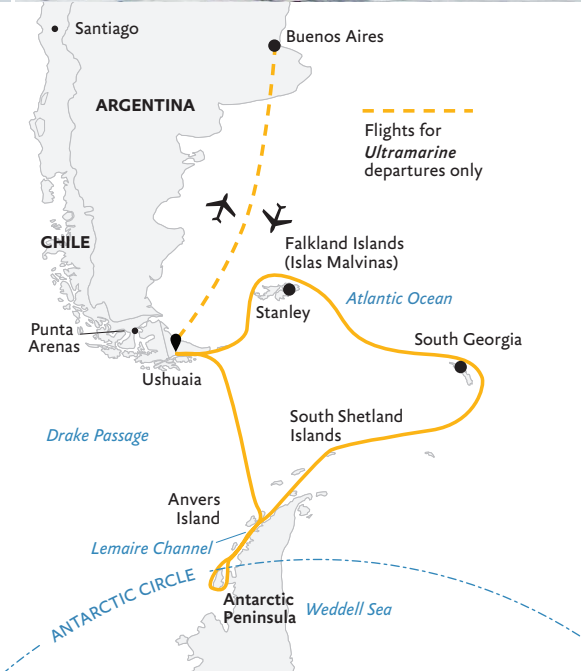 Santiago
Buenos Aires
ARGENTINA
Flights for
Ultramarine
departures only
CHILE
Falkland Islands
(Islas Malvinas)
Atlantic Ocean
Stanley
Punta
Arenas
South Georgia
Ushuaia
South Shetland
Islands
Drake Passage
Anvers
Island
Lemaire Channel
ANTARCTIC CIRCLE
Antarctic
Peninsula
Weddell Sea